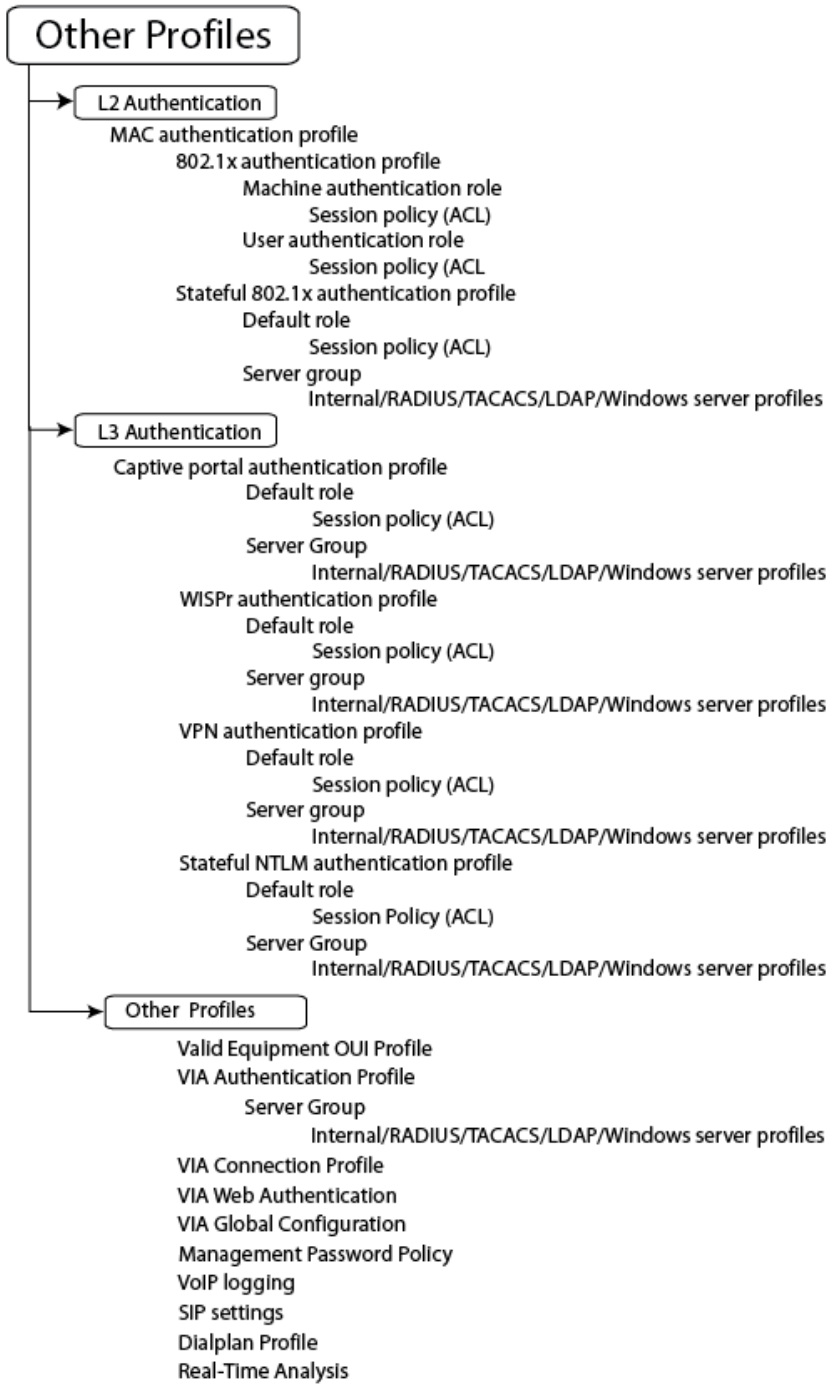 Other Profiles
L2 Authentication
MAC authentication profile
802.1x authentication profile
Machine authentication role
Session policy (ACL)
User authentication role
Session policy (ACL
Stateful 802.1x authentication profile
Default role
Session policy (ACL)
Server group
Internal/RADIUS/TACACS/LDAP/Windows server profiles
L3 Authentication
Captive portal authentication profile
Default role
Session policy (ACL)
Server Group
Internal/RADIUS/TACACS/LDAP/Windows server profiles
WISPr authentication profile
Default role
Session policy (ACL)
Server group
Internal/RADIUS/TACACS/LDAP/Windows server profiles
VPN authentication profile
Default role
Session policy (ACL)
Server group
Internal/RADIUS/TACACS/LDAP/Windows server profiles
Stateful NTLM authentication profile
Default role
Session Policy (ACL)
Server Group
Internal/RADIUS/TACACS/LDAP/Windows server profiles
Other Profiles
Valid Equipment OUI Profile
VIA Authentication Profile
Server Group
Internal/RADIUS/TACACS/LDAP/Windows server profiles
VIA Connection Profile
VIA Web Authentication
VIA Global Configuration
Management Password Policy
VoIP logging
SIP settings
Dialplan Profile
Real-Time Analysis